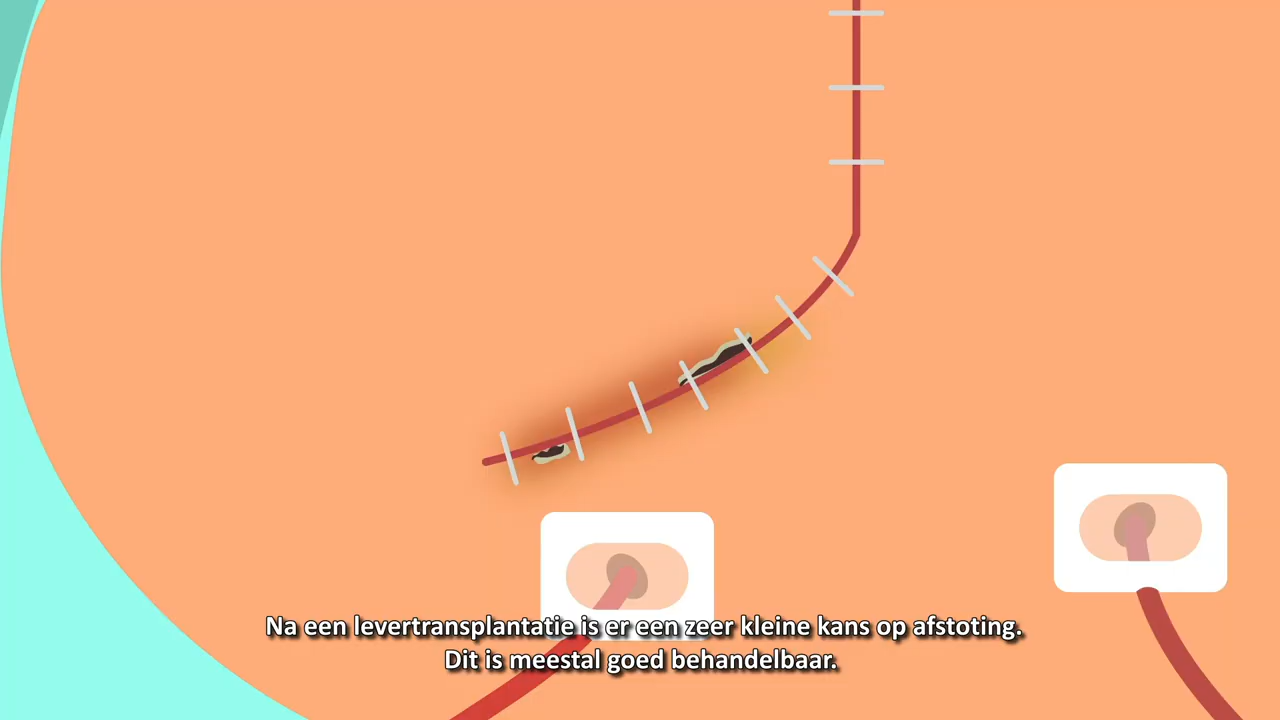 Na een levertransplantatie is er een zeer kleine kans op afstoting.
Dit is meestal goed behandelbaar.